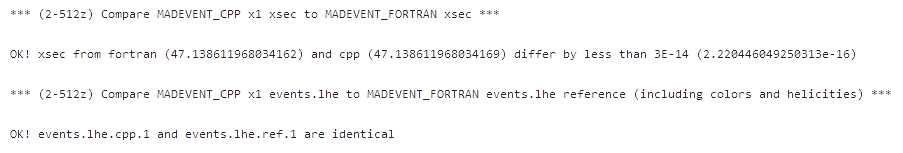 *** (2-512z) Compare MADEVENT_CPP x1 xsec to MADEVENT_FORTRAN xsec ***
OK! xsec from fortran (47.138611968034162) and cpp (47.138611968034169) differ by less than 3E-14 (2.220446049250313e-16)
*** (2-512z) Compare MADEVENT_CPP x1 events.lhe to MADEVENT_FORTRAN events.lhe reference (including colors and helicities) ***
OK! events.lhe.cpp.1 and events.lhe.ref.1 are identical